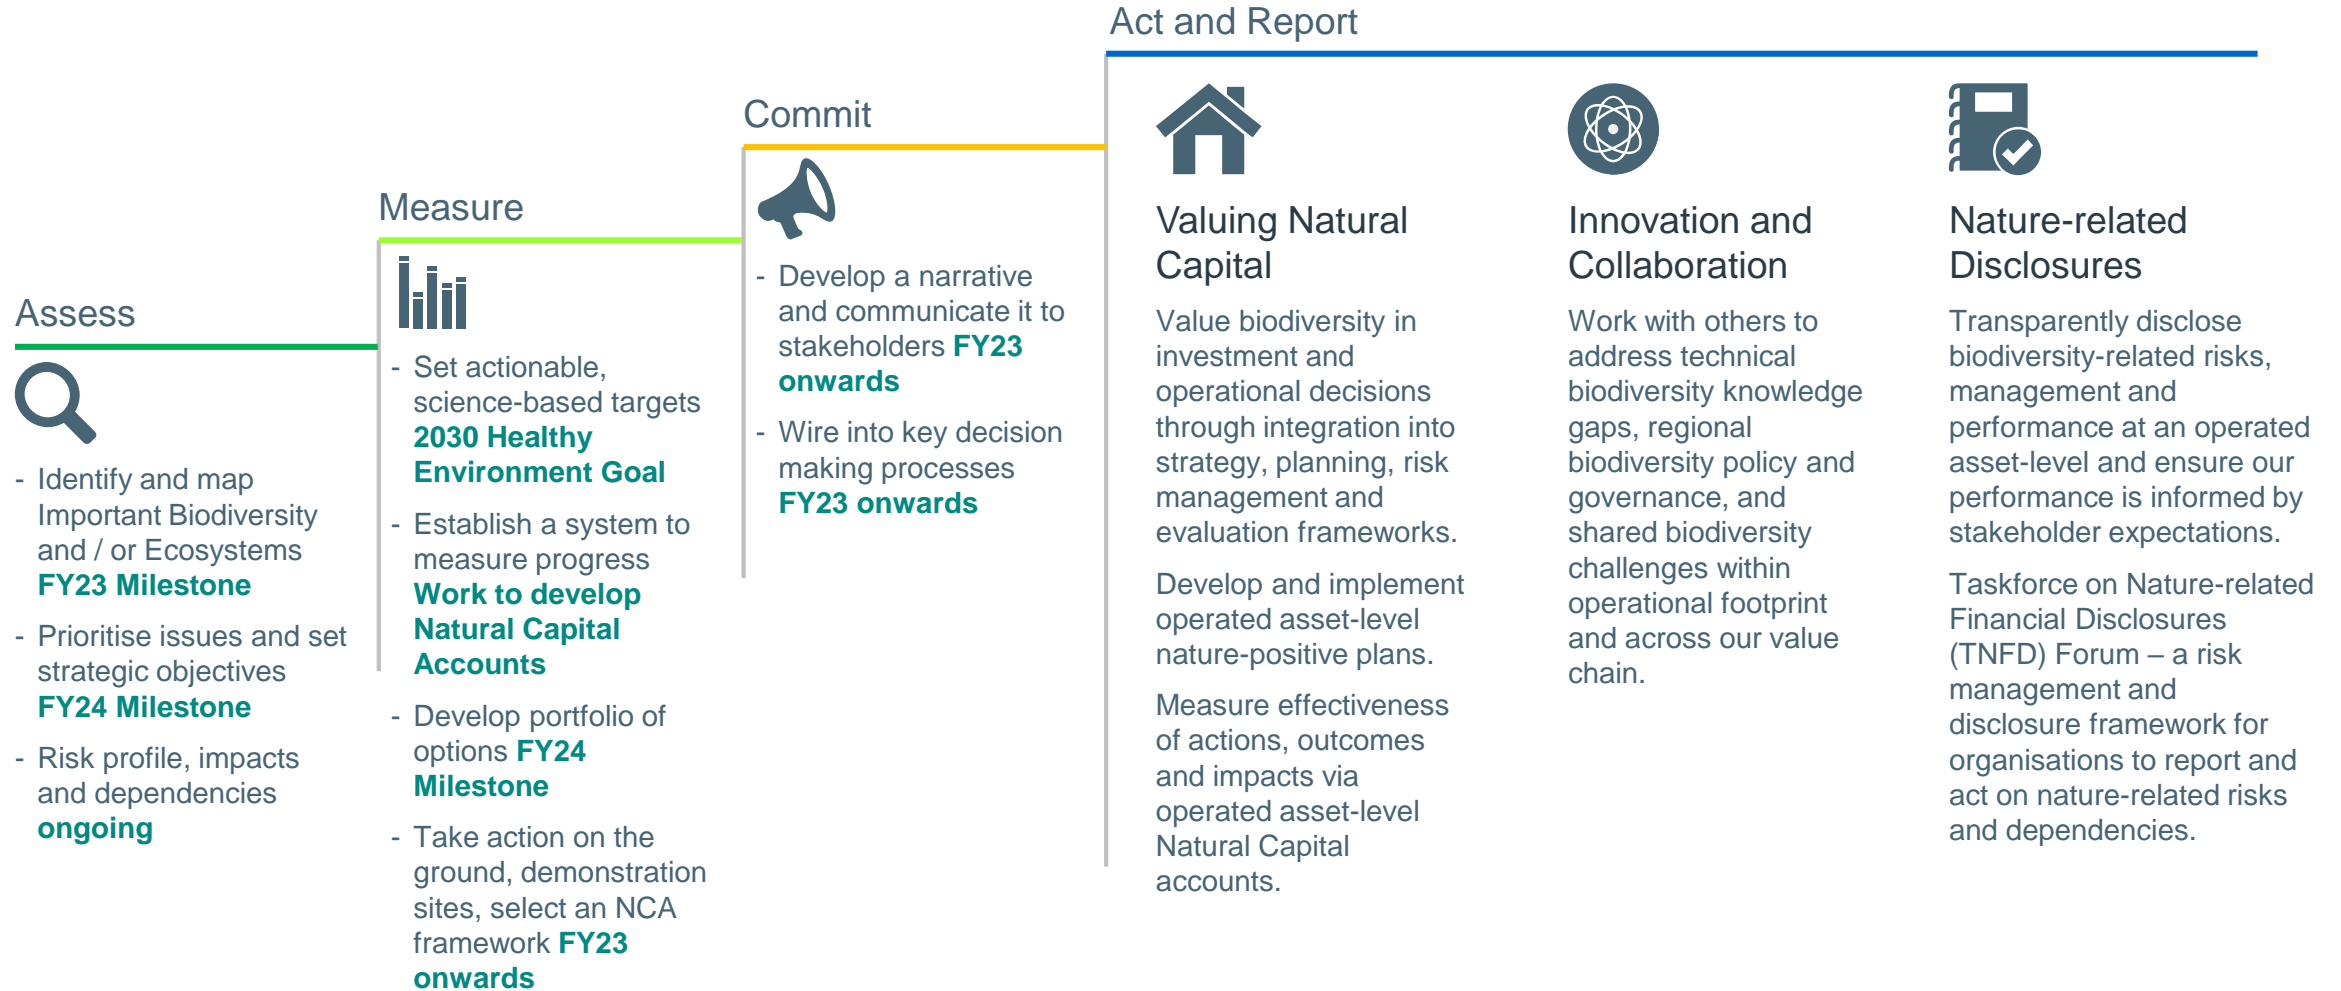 Assess
- Identify and map
Important Biodiversity
and / or Ecosystems
FY23 Milestone
- Prioritise issues and set
strategic objectives
FY24 Milestone
- Risk profile, impacts
and dependencies
ongoing
Measure
- Set actionable,
science-based targets
2030 Healthy
Environment Goal
- Establish a system to
measure progress
Work to develop
Natural Capital
Accounts
- Develop portfolio of
options FY24
Milestone
- Take action on the
ground, demonstration
sites, select an NCA
framework FY23
onwards
Commit
- Develop a narrative
and communicate it to
stakeholders FY23
onwards
- Wire into key decision
making processes
FY23 onwards
Act and Report
Valuing Natural
Capital
Value biodiversity in
investment and
operational decisions
through integration into
strategy, planning, risk
management and
evaluation frameworks.
Develop and implement
operated asset-level
nature-positive plans.
Measure effectiveness
of actions, outcomes
and impacts via
operated asset-level
Natural Capital
accounts.
Innovation and
Collaboration
Work with others to
address technical
biodiversity knowledge
gaps, regional
biodiversity policy and
governance, and
shared biodiversity
challenges within
operational footprint
and across our value
chain.
Nature-related
Disclosures
Transparently disclose
biodiversity-related risks,
management and
performance at an operated
asset-level and ensure our
performance is informed by
stakeholder expectations.
Taskforce on Nature-related
Financial Disclosures
(TNFD) Forum – a risk
management and
disclosure framework for
organisations to report and
act on nature-related risks
and dependencies.